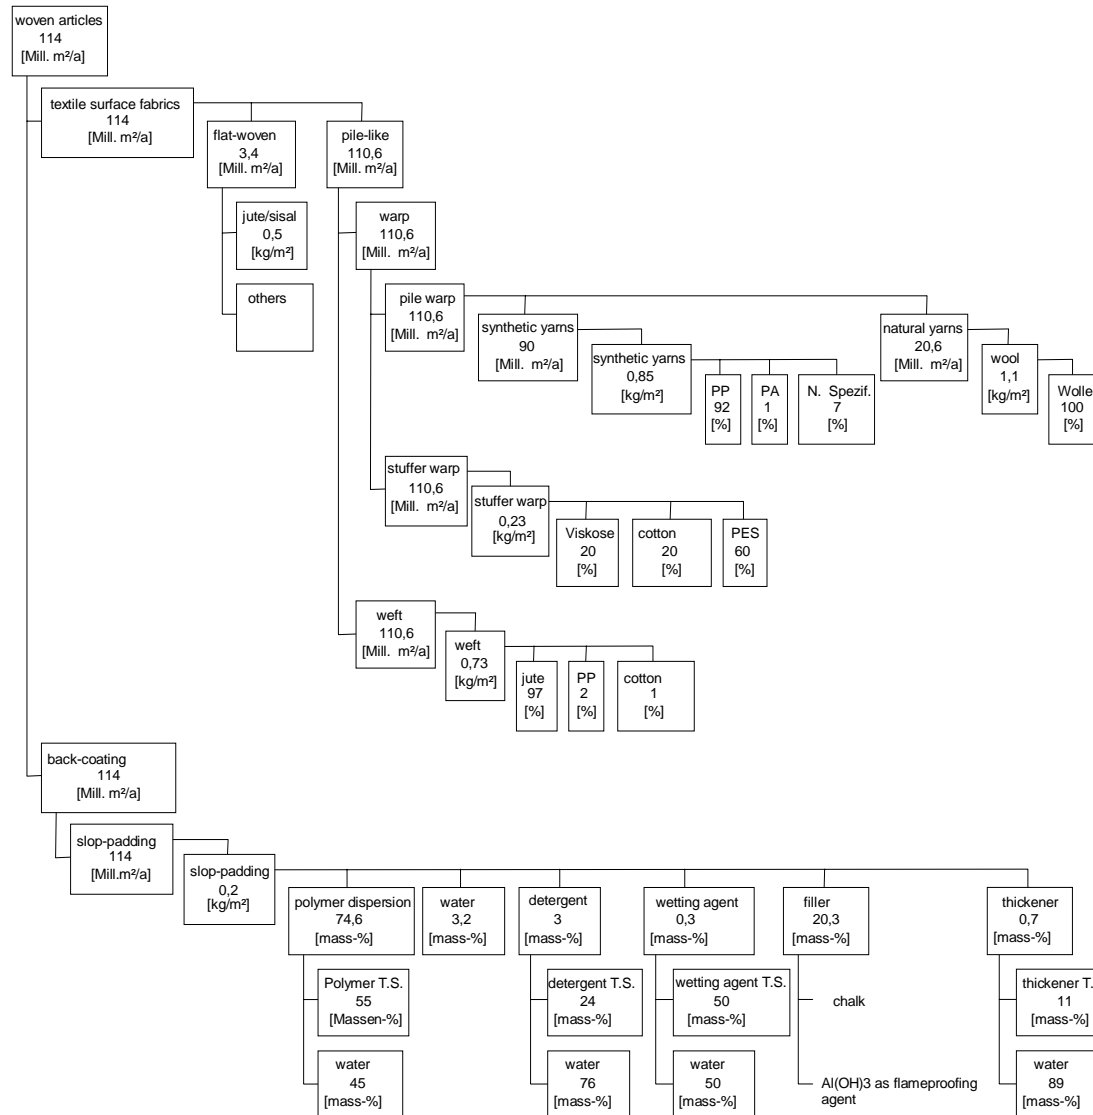 woven articles
114
[Mill. m²/a]
textile surface fabrics
114
[Mill. m²/a]
flat-woven
3,4
[Mill. m²/a]
pile-like
110,6
[Mill. m²/a]
jute/sisal
0,5
[kg/m²]
others
warp
110,6
[Mill. m²/a]
pile warp
110,6
[Mill. m²/a]
synthetic yarns
90
[Mill. m²/a]
synthetic yarns
0,85
[kg/m²]
PP
92
[%]
PA
1
[%]
N. Spezif.
7
[%]
natural yarns
20,6
[Mill. m²/a]
wool
1,1
[kg/m²]
Wolle
100
[%]
stuffer warp
110,6
[Mill. m²/a]
stuffer warp
0,23
[kg/m²]
Viskose
20
[%]
cotton
20
[%]
PES
60
[%]
weft
110,6
[Mill. m²/a]
weft
0,73
[kg/m²]
jute
97
[%]
PP
2
[%]
cotton
1
[%]
back-coating
114
[Mill. m²/a]
slop-padding
114
[Mill.m²/a]
slop-padding
0,2
[kg/m²]
polymer dispersion
74,6
[mass-%]
water
3,2
[mass-%]
detergent
3
[mass-%]
wetting agent
0,3
[mass-%]
filler
20,3
[mass-%]
thickener
0,7
[mass-%]
Polymer T.S.
55
[Massen-%]
water
45
[mass-%]
detergent T.S.
24
[mass-%]
water
76
[mass-%]
wetting agent T.S.
50
[mass-%]
water
50
[mass-%]
chalk
Al(OH)3 as flameproofing
agent
thickener T.
11
[mass-%]
water
89
[mass-%]